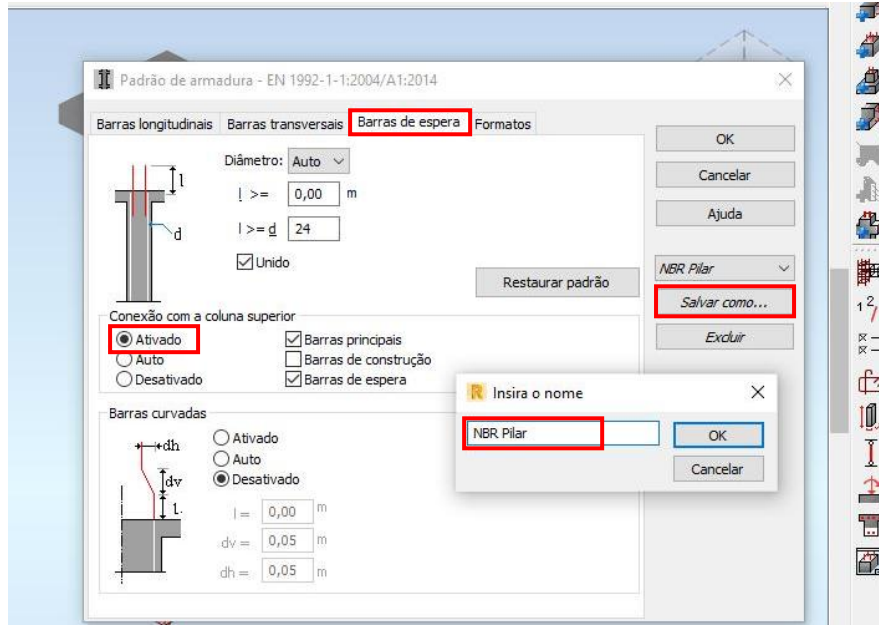 Padrão de armadura - EN 1992-1-1:2004/A1:2014
Barras longitudinais Barras transversais Barras de espera Formatos
OK
Cancelar
Ajuda
NBR Pilar
Salvar como...
Excluir
Diâmetro: Auto
l >= 0,00 m
l >= d 24
Unido
l
d
Restaurar padrão
Conexão com a coluna superior
Ativado
Auto
Desativado
Barras principais
Barras de construção
Barras de espera
Barras curvadas
dh
dv
l.
Ativado
Auto
Desativado
l = 0,00 m
dv = 0,05 m
dh = 0,05 m
R Insira o nome
NBR Pilar
OK
Cancelar
1 2